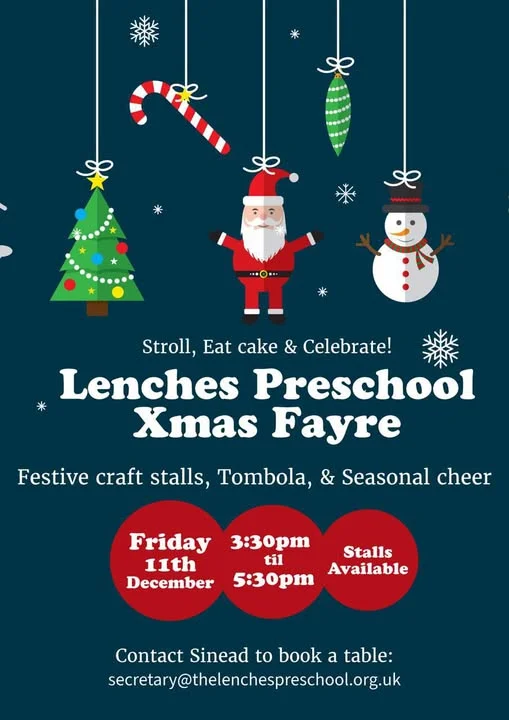 Stroll, Eat cake & Celebrate!
Lenches Preschool
Xmas Fayre
Festive craft stalls, Tombola, & Seasonal cheer
Friday
11th
December
3:30pm
til
5:30pm
Stalls
Available
Contact Sinead to book a table:
secretary@thelenchespreschool.org.uk